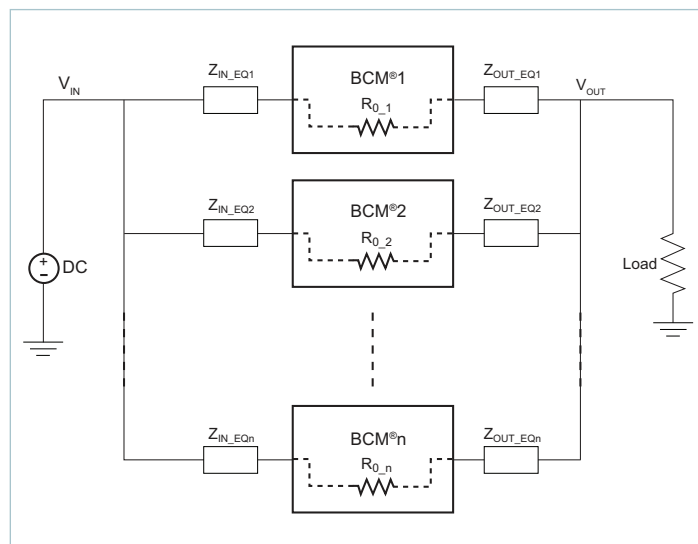 Z_IN_EQ1
BCM®1
Z_OUT_EQ1
V_IN
R_0_1
V_OUT
Z_IN_EQ2
BCM®2
Z_OUT_EQ2
R_0_2
+
DC
Load
Z_IN_EQn
BCM®n
Z_OUT_EQn
R_0_n